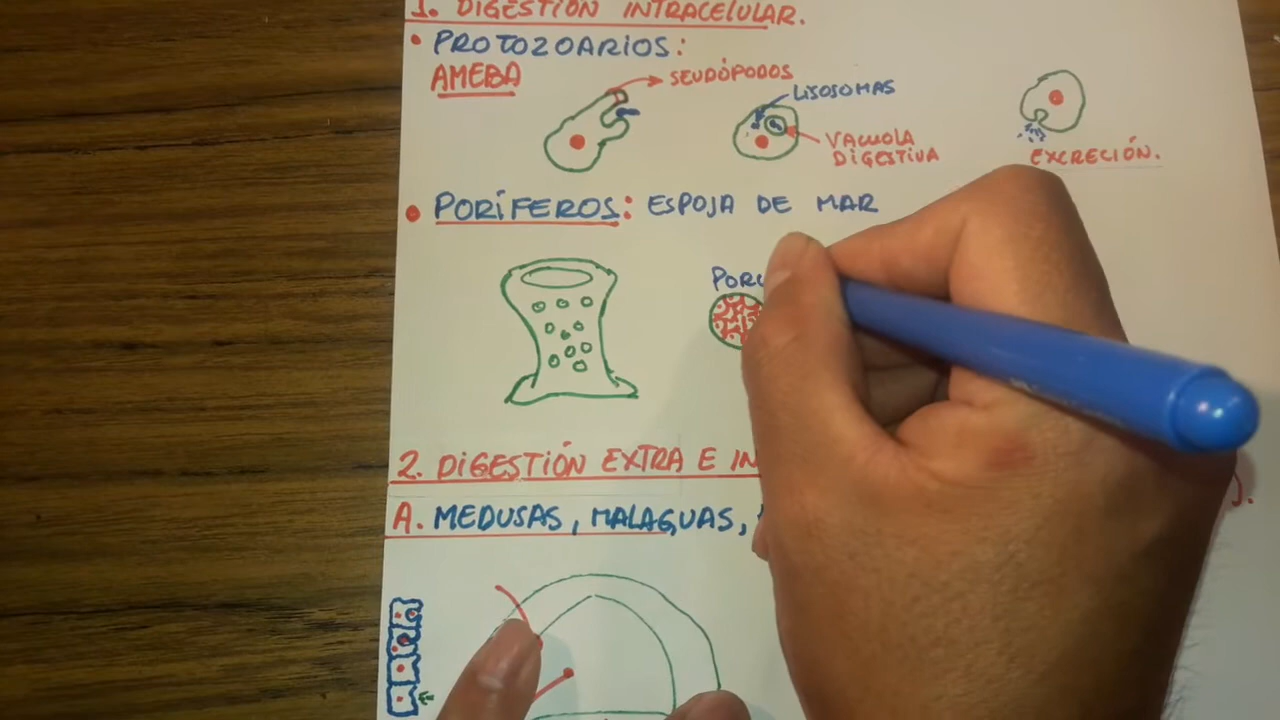 1. DIGESTIÓN INTRACELULAR.
• PROTOZOARIOS:
AMEBA
SEUDÓPODOS
LISOSOMAS
VACUOLA
DIGESTIVA
EXCRECIÓN.
• PORÍFEROS: ESPOJA DE MAR
2. DIGESTIÓN EXTRA E
A. MEDUSAS, MALAGUAS,